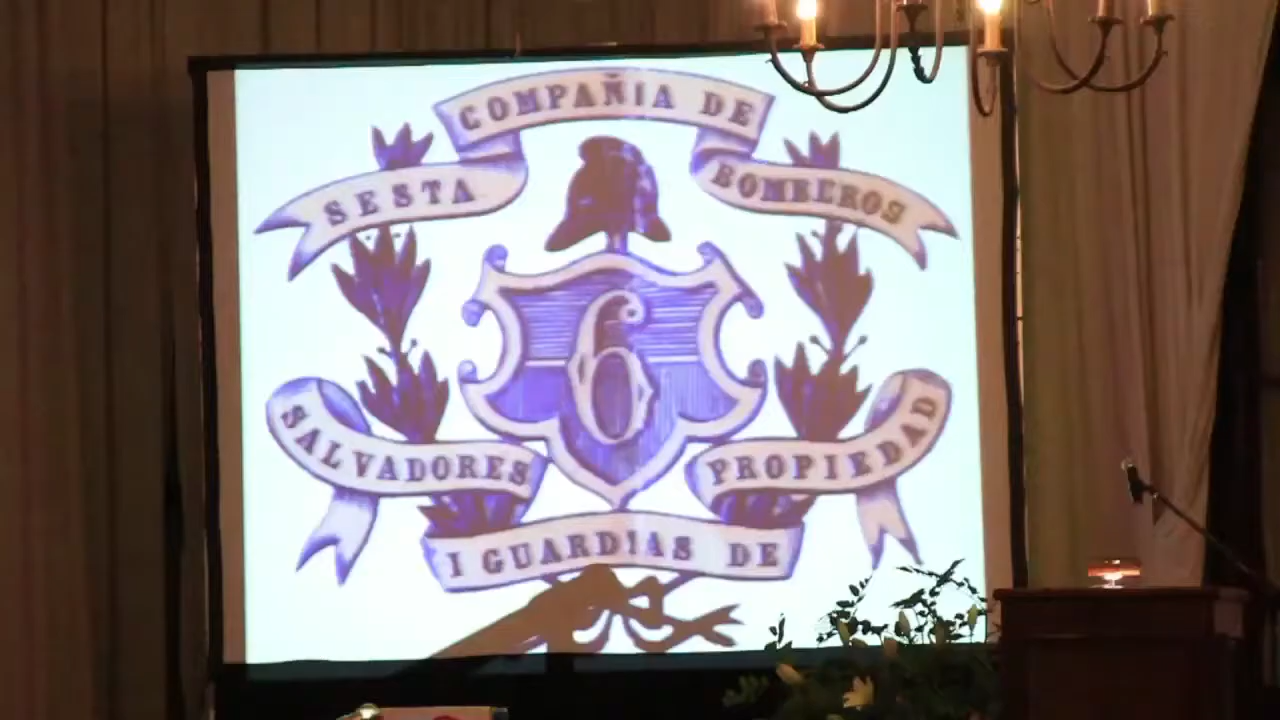 SESTA COMPAÑIA DE BOMBEROS
6
SALVADORES I GUARDIAS DE PROPIEDAD